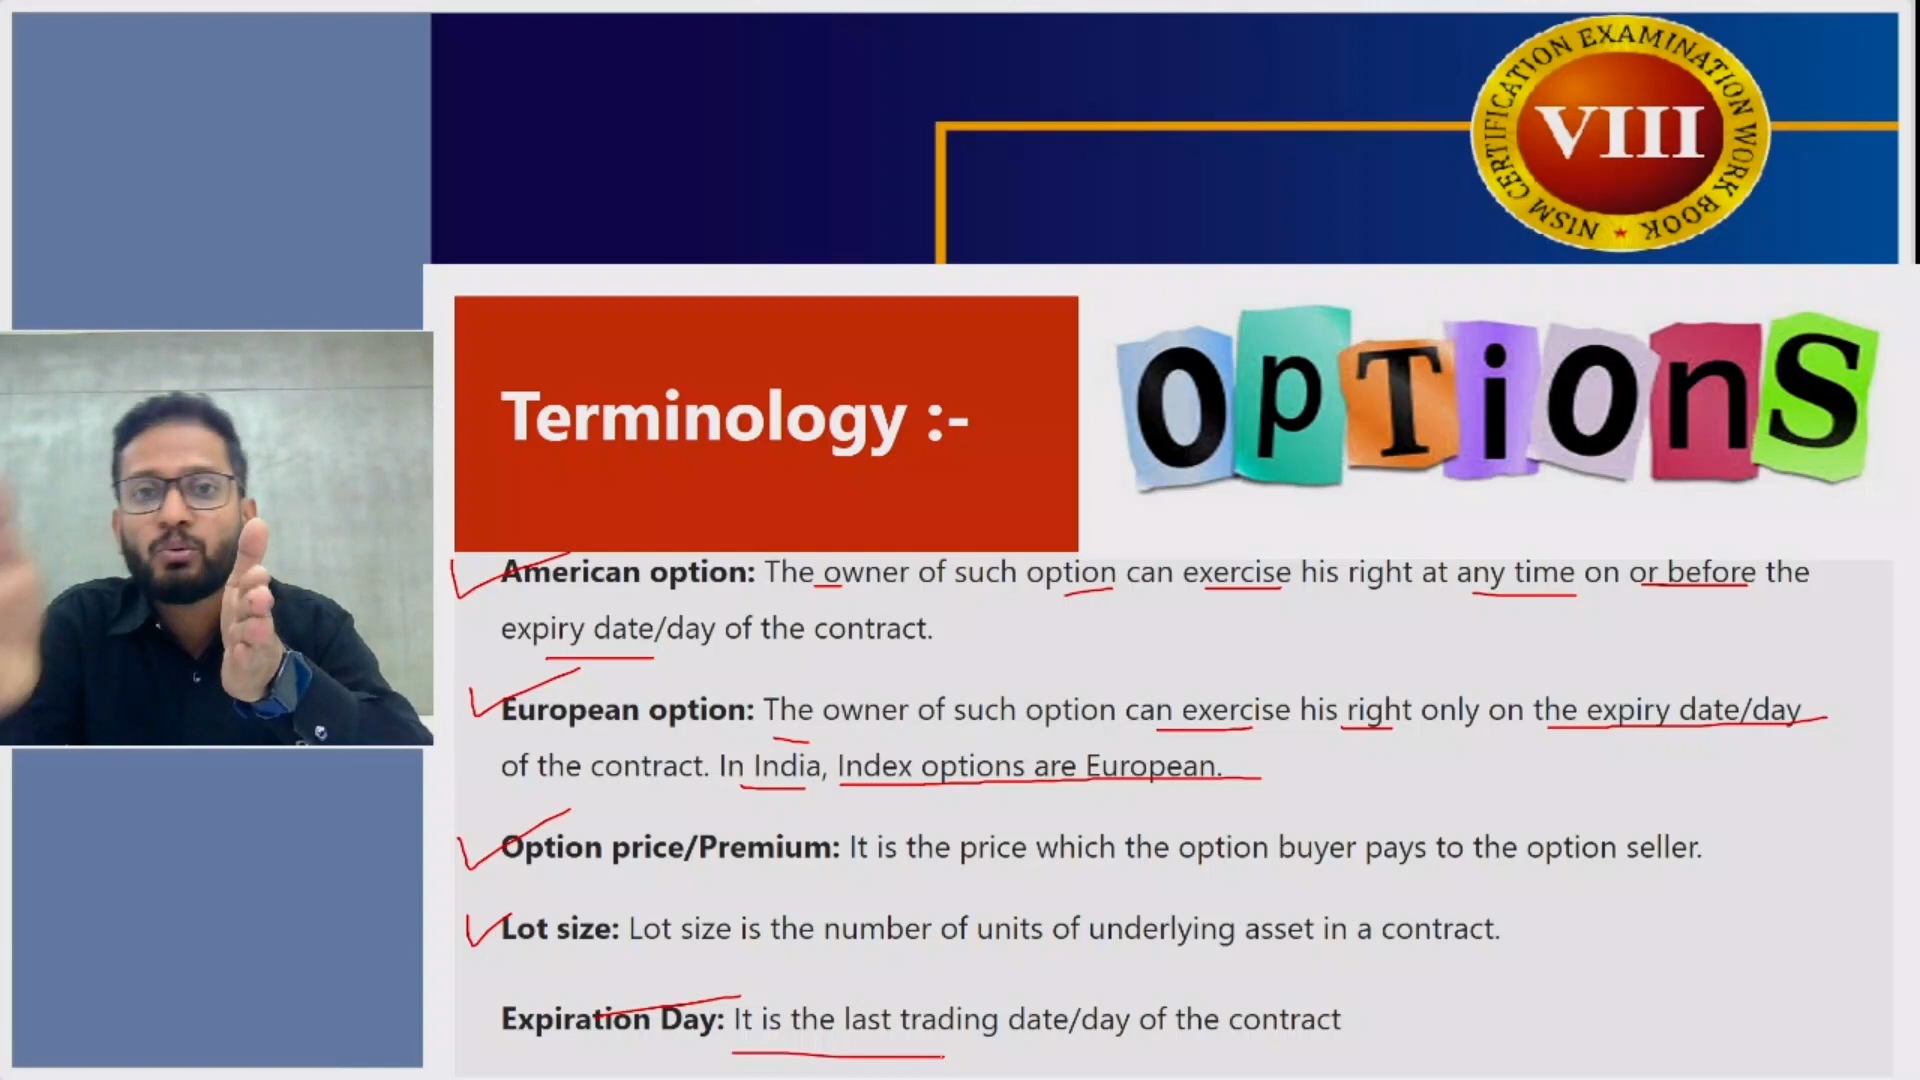 NISM CERTIFICATION EXAMINATION WORK BOOK
VIII
Terminology :-
OpTiOnS
American option: The owner of such option can exercise his right at any time on or before the
expiry date/day of the contract.
European option: The owner of such option can exercise his right only on the expiry date/day
of the contract. In India, Index options are European.
Option price/Premium: It is the price which the option buyer pays to the option seller.
Lot size: Lot size is the number of units of underlying asset in a contract.
Expiration Day: It is the last trading date/day of the contract